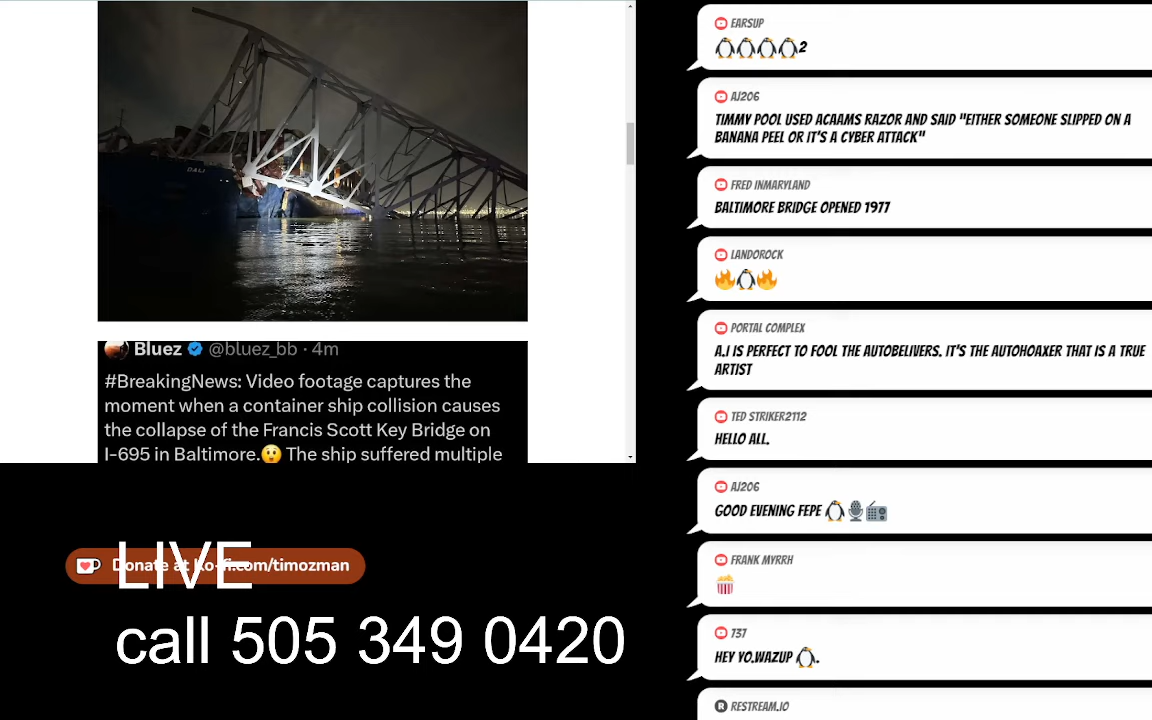 DALI
Bluez @bluez_bb · 4m
#BreakingNews: Video footage captures the
moment when a container ship collision causes
the collapse of the Francis Scott Key Bridge on
I-695 in Baltimore.😲 The ship suffered multiple
LIVE
Donate at ko-fi.com/timozman
call 505 349 0420
EARSUP
🐧🐧🐧🐧2
AJ206
TIMMY POOL USED ACAAMS RAZOR AND SAID "EITHER SOMEONE SLIPPED ON A
BANANA PEEL OR IT'S A CYBER ATTACK"
FRED INMARYLAND
BALTIMORE BRIDGE OPENED 1977
LANDOROCK
🔥🐧🔥
PORTAL COMPLEX
A.I IS PERFECT TO FOOL THE AUTOBELIVERS. IT'S THE AUTOHOAXER THAT IS A TRUE
ARTIST
TED STRIKER2112
HELLO ALL.
AJ206
GOOD EVENING FEPE 🐧🎙📻
FRANK MYRRH
🍿
737
HEY YO.WAZUP 🐧.
RESTREAM.IO